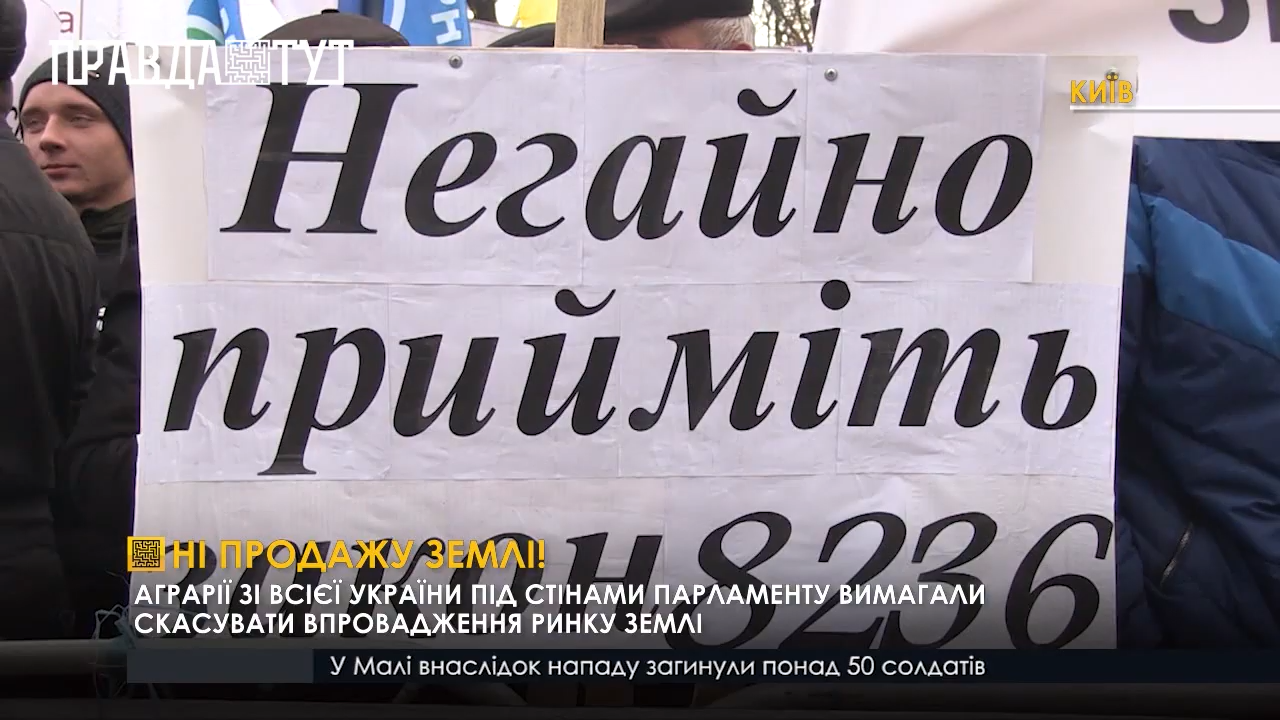 ПРАВДА ТУТ
КИЇВ
Негайно
прийміть
закон 8236
НІ ПРОДАЖУ ЗЕМЛІ!
АГРАРІЇ ЗІ ВСІЄЇ УКРАЇНИ ПІД СТІНАМИ ПАРЛАМЕНТУ ВИМАГАЛИ
СКАСУВАТИ ВПРОВАДЖЕННЯ РИНКУ ЗЕМЛІ
У Малі внаслідок нападу загинули понад 50 солдатів